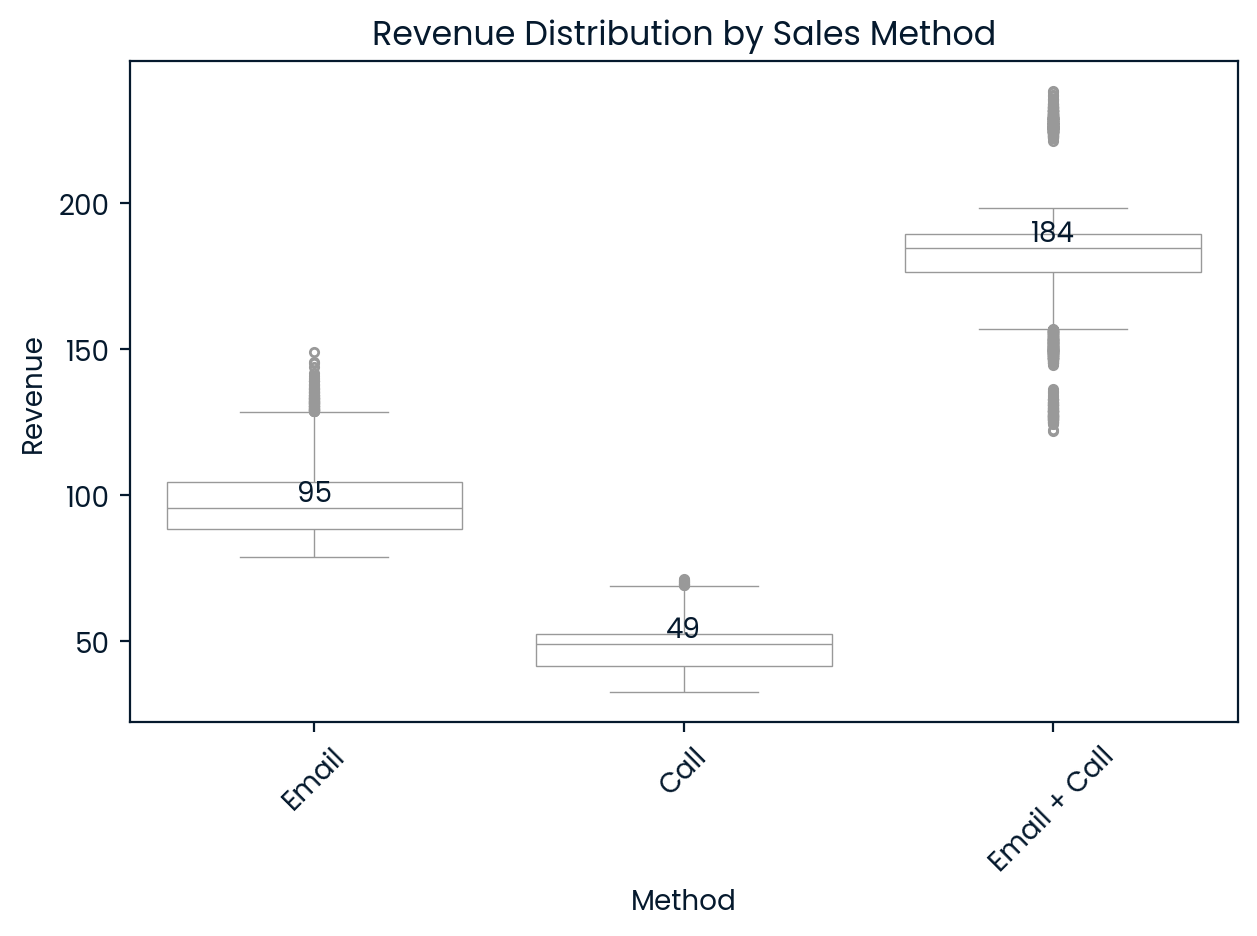 Revenue Distribution by Sales Method
Revenue
200
150
100
50
95
49
184
Email
Call
Email + Call
Method